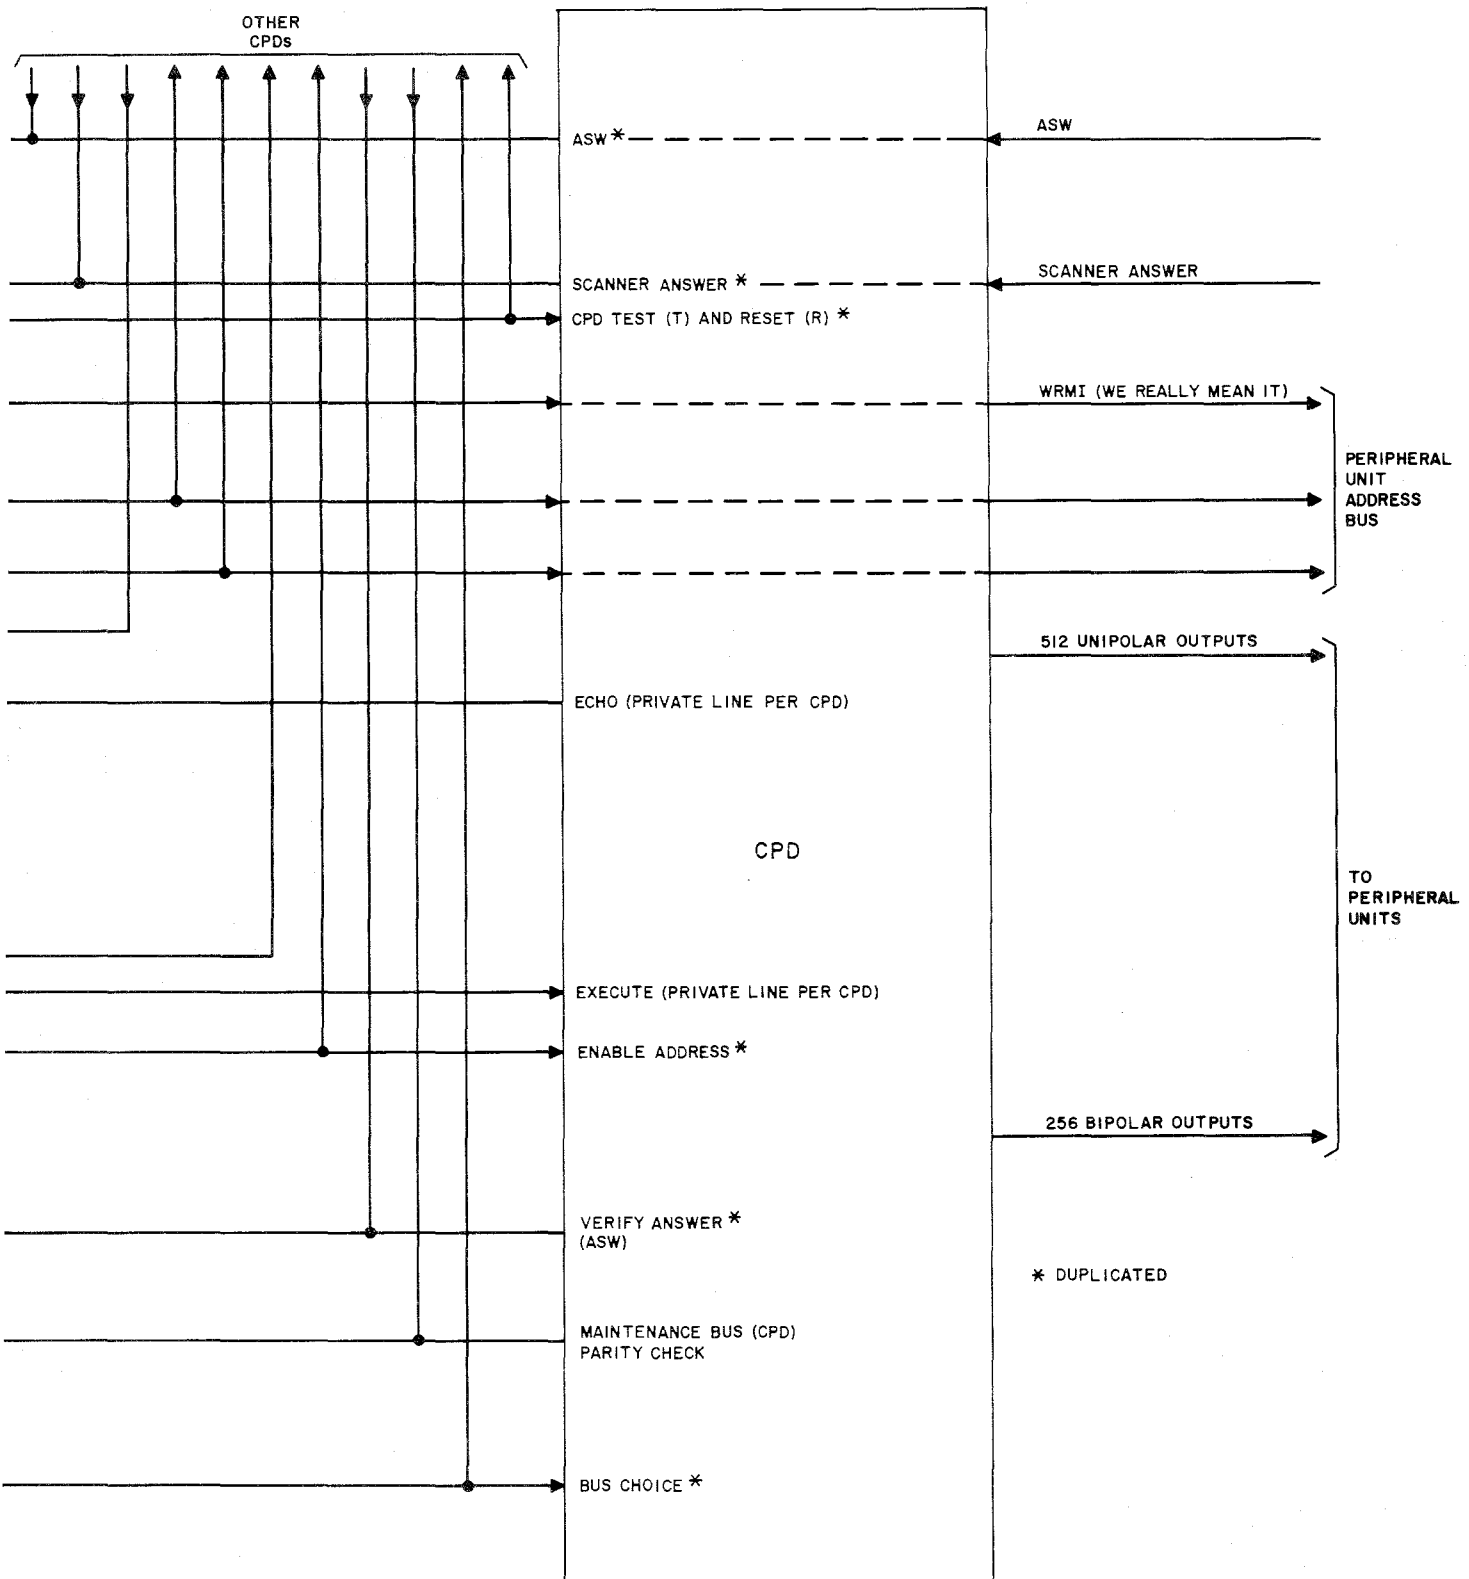 OTHER
CPDs
ASW*
ASW
SCANNER ANSWER *
SCANNER ANSWER
CPD TEST (T) AND RESET (R) *
WRMI (WE REALLY MEAN IT)
PERIPHERAL
UNIT
ADDRESS
BUS
512 UNIPOLAR OUTPUTS
ECHO (PRIVATE LINE PER CPD)
CPD
TO
PERIPHERAL
UNITS
EXECUTE (PRIVATE LINE PER CPD)
ENABLE ADDRESS *
256 BIPOLAR OUTPUTS
VERIFY ANSWER *
(ASW)
* DUPLICATED
MAINTENANCE BUS (CPD)
PARITY CHECK
BUS CHOICE *